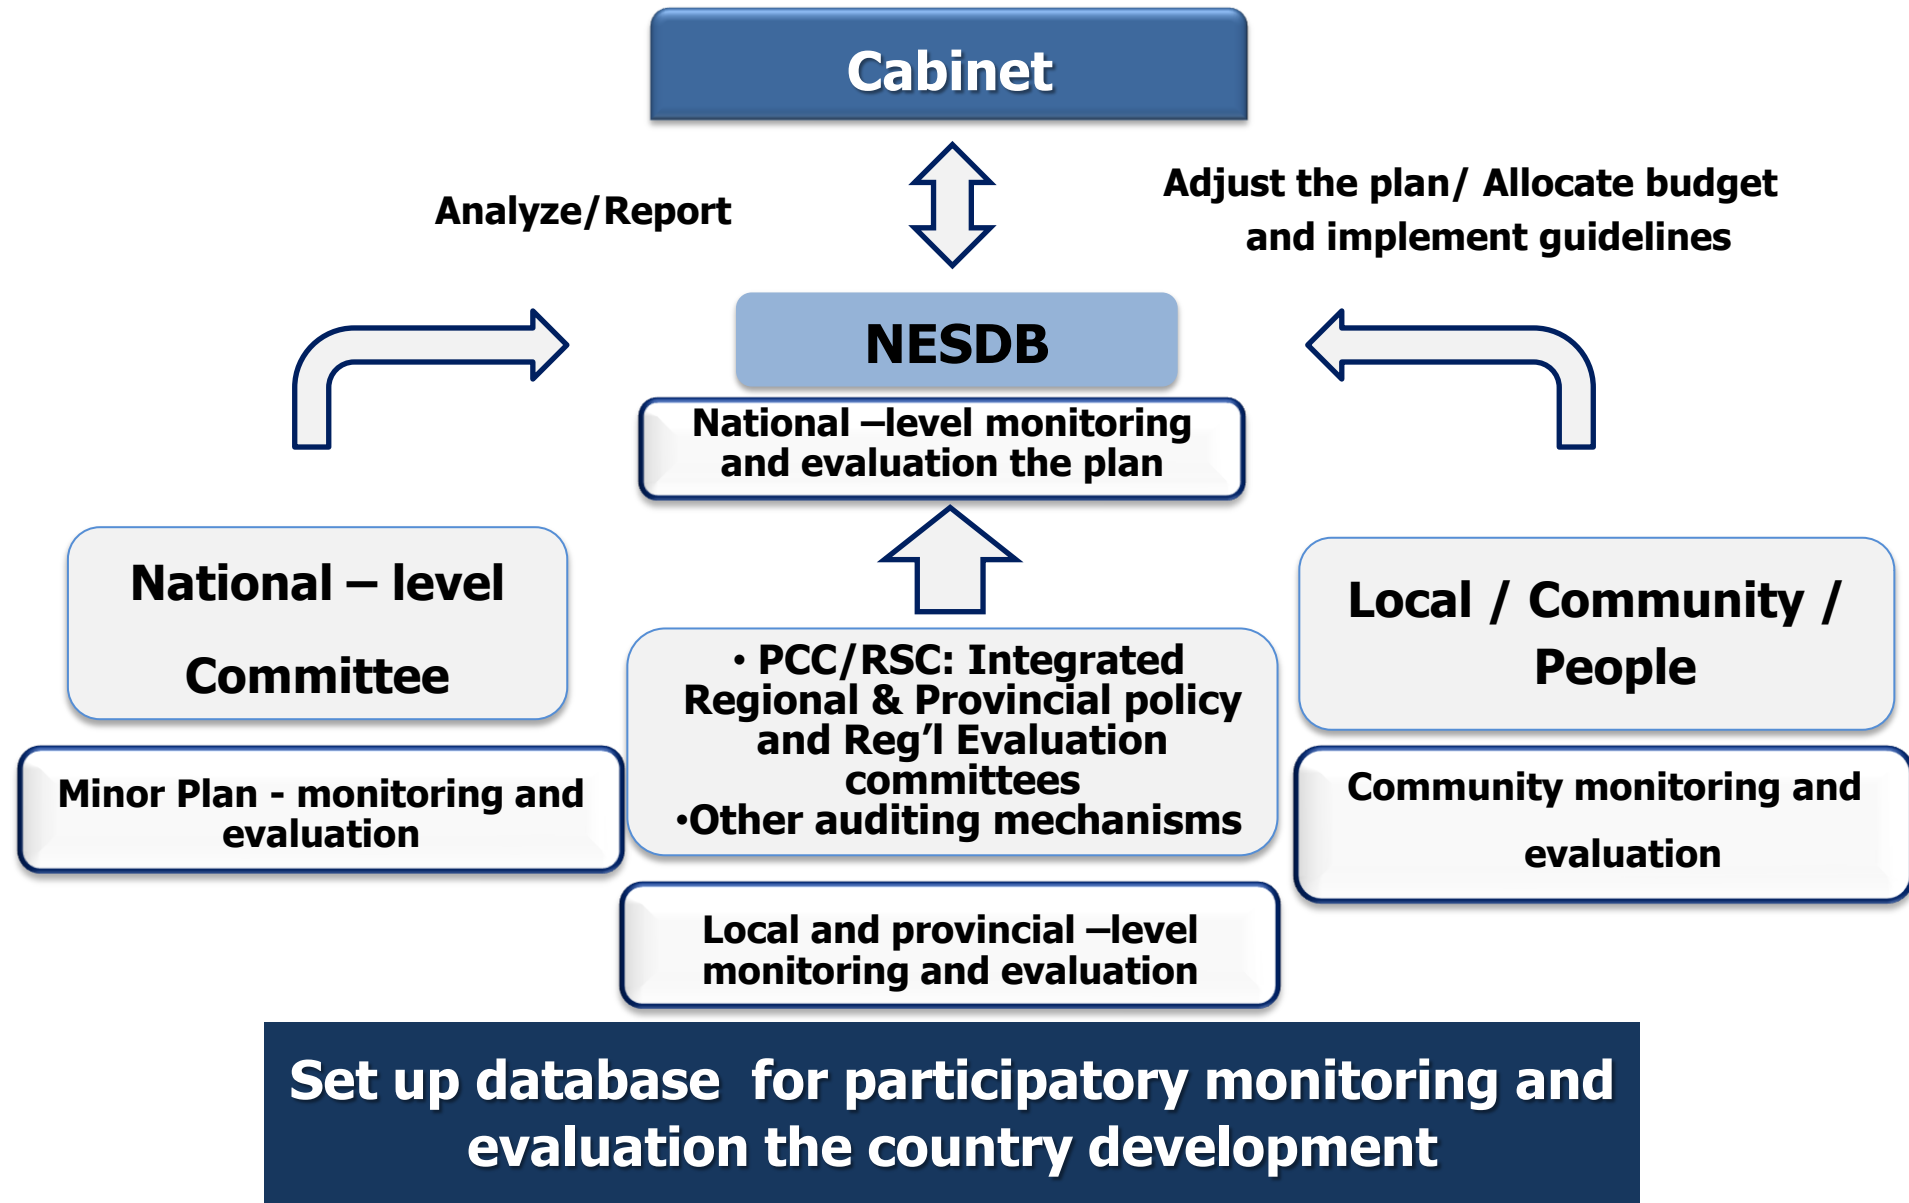 Cabinet
Analyze/Report
Adjust the plan/ Allocate budget
and implement guidelines
NESDB
National –level monitoring
and evaluation the plan
National – level
Committee
Minor Plan - monitoring and
evaluation
• PCC/RSC: Integrated
Regional & Provincial policy
and Reg’l Evaluation
committees
•Other auditing mechanisms
Local and provincial –level
monitoring and evaluation
Local / Community /
People
Community monitoring and
evaluation
Set up database  for participatory monitoring and
evaluation the country development